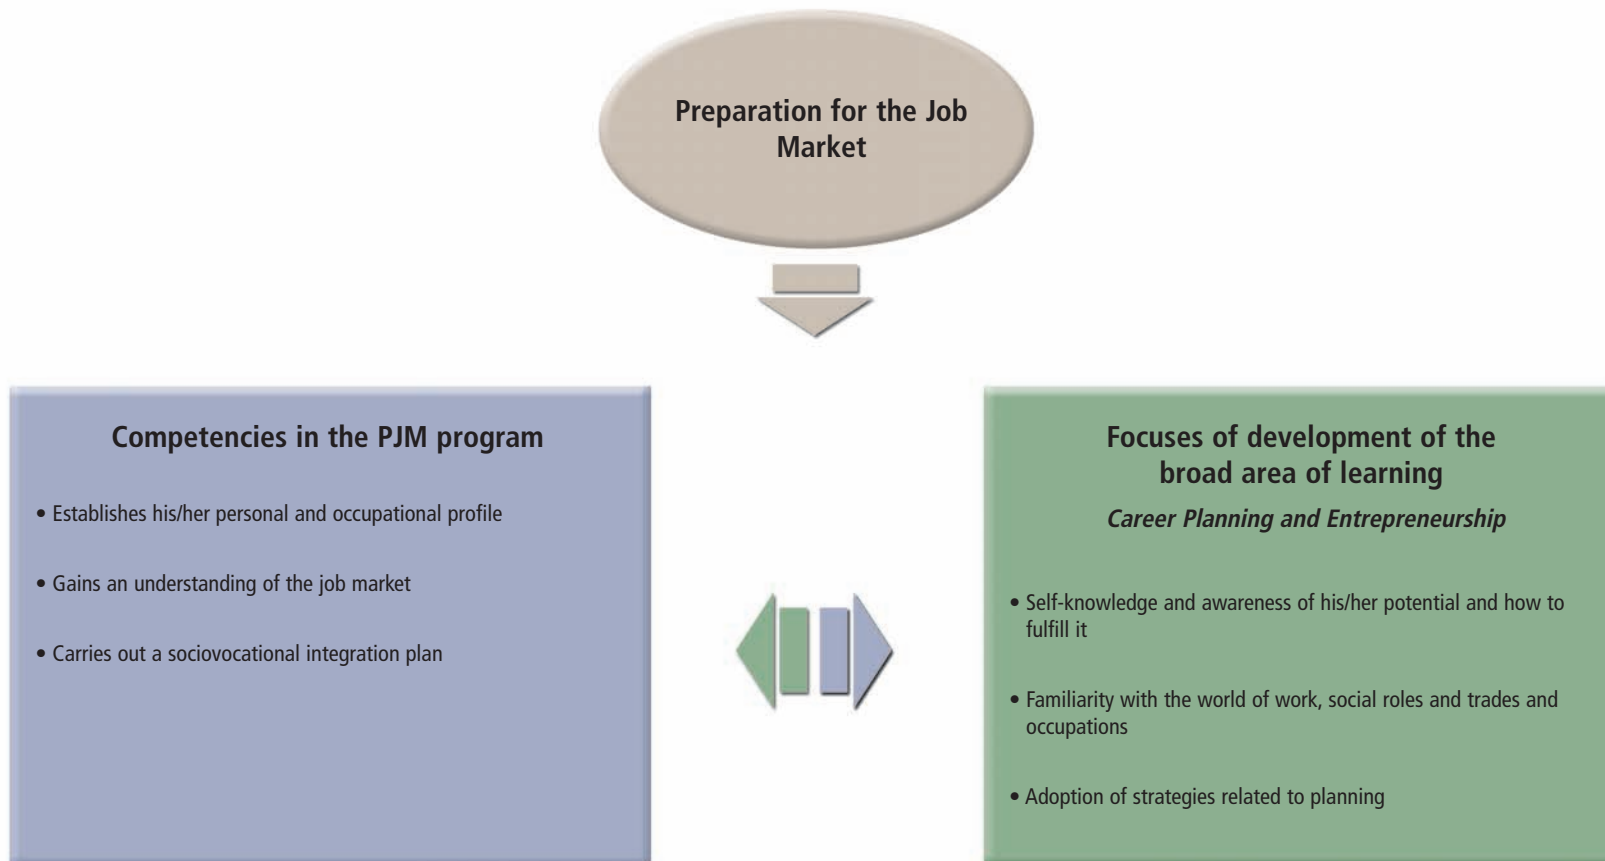 Preparation for the Job
Market
Competencies in the PJM program
• Establishes his/her personal and occupational profile
• Gains an understanding of the job market
• Carries out a sociovocational integration plan
Focuses of development of the
broad area of learning
Career Planning and Entrepreneurship
• Self-knowledge and awareness of his/her potential and how to
fulfill it
• Familiarity with the world of work, social roles and trades and
occupations
• Adoption of strategies related to planning